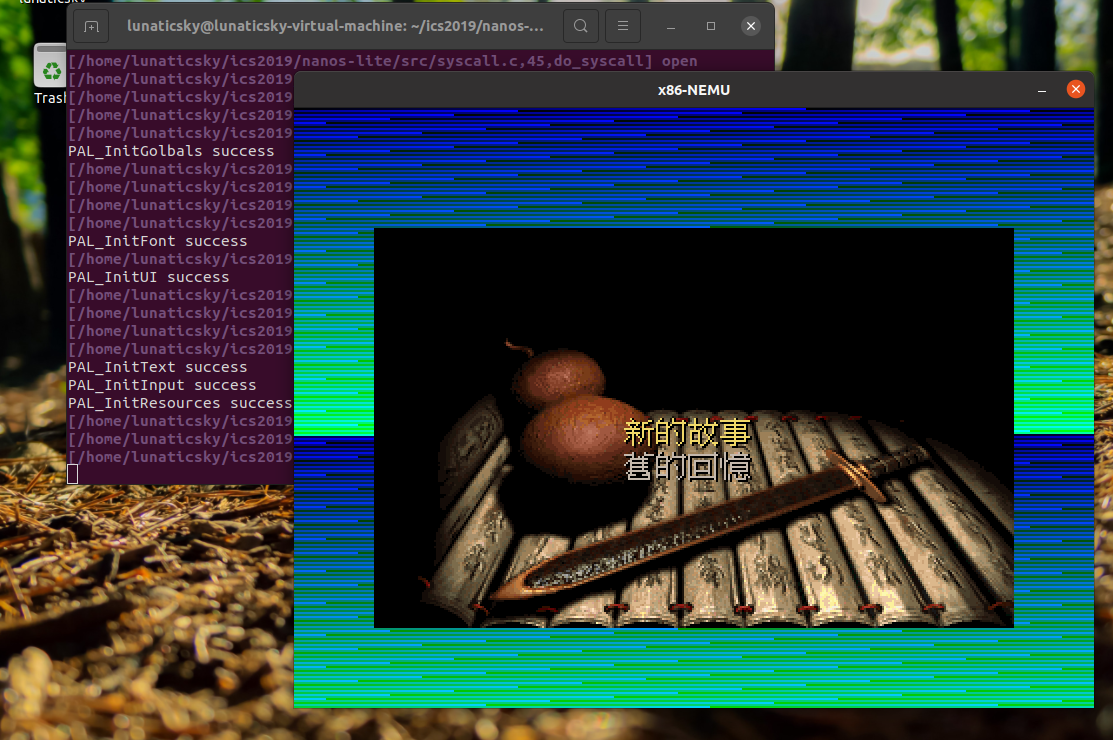 lunaticsky@lunaticsky-virtual-machine: ~/ics2019/nanos-...
Trash
[/home/lunaticsky/ics2019/nanos-lite/src/syscall.c,45,do_syscall] open
[/home/lunaticsky/ics2019
[/home/lunaticsky/ics2019
[/home/lunaticsky/ics2019
[/home/lunaticsky/ics2019
PAL_InitGolbals success
[/home/lunaticsky/ics2019
[/home/lunaticsky/ics2019
[/home/lunaticsky/ics2019
[/home/lunaticsky/ics2019
PAL_InitFont success
[/home/lunaticsky/ics2019
PAL_InitUI success
[/home/lunaticsky/ics2019
[/home/lunaticsky/ics2019
[/home/lunaticsky/ics2019
[/home/lunaticsky/ics2019
PAL_InitText success
PAL_InitInput success
PAL_InitResources success
[/home/lunaticsky/ics2019
[/home/lunaticsky/ics2019
[/home/lunaticsky/ics2019
x86-NEMU
新的故事
舊的回憶